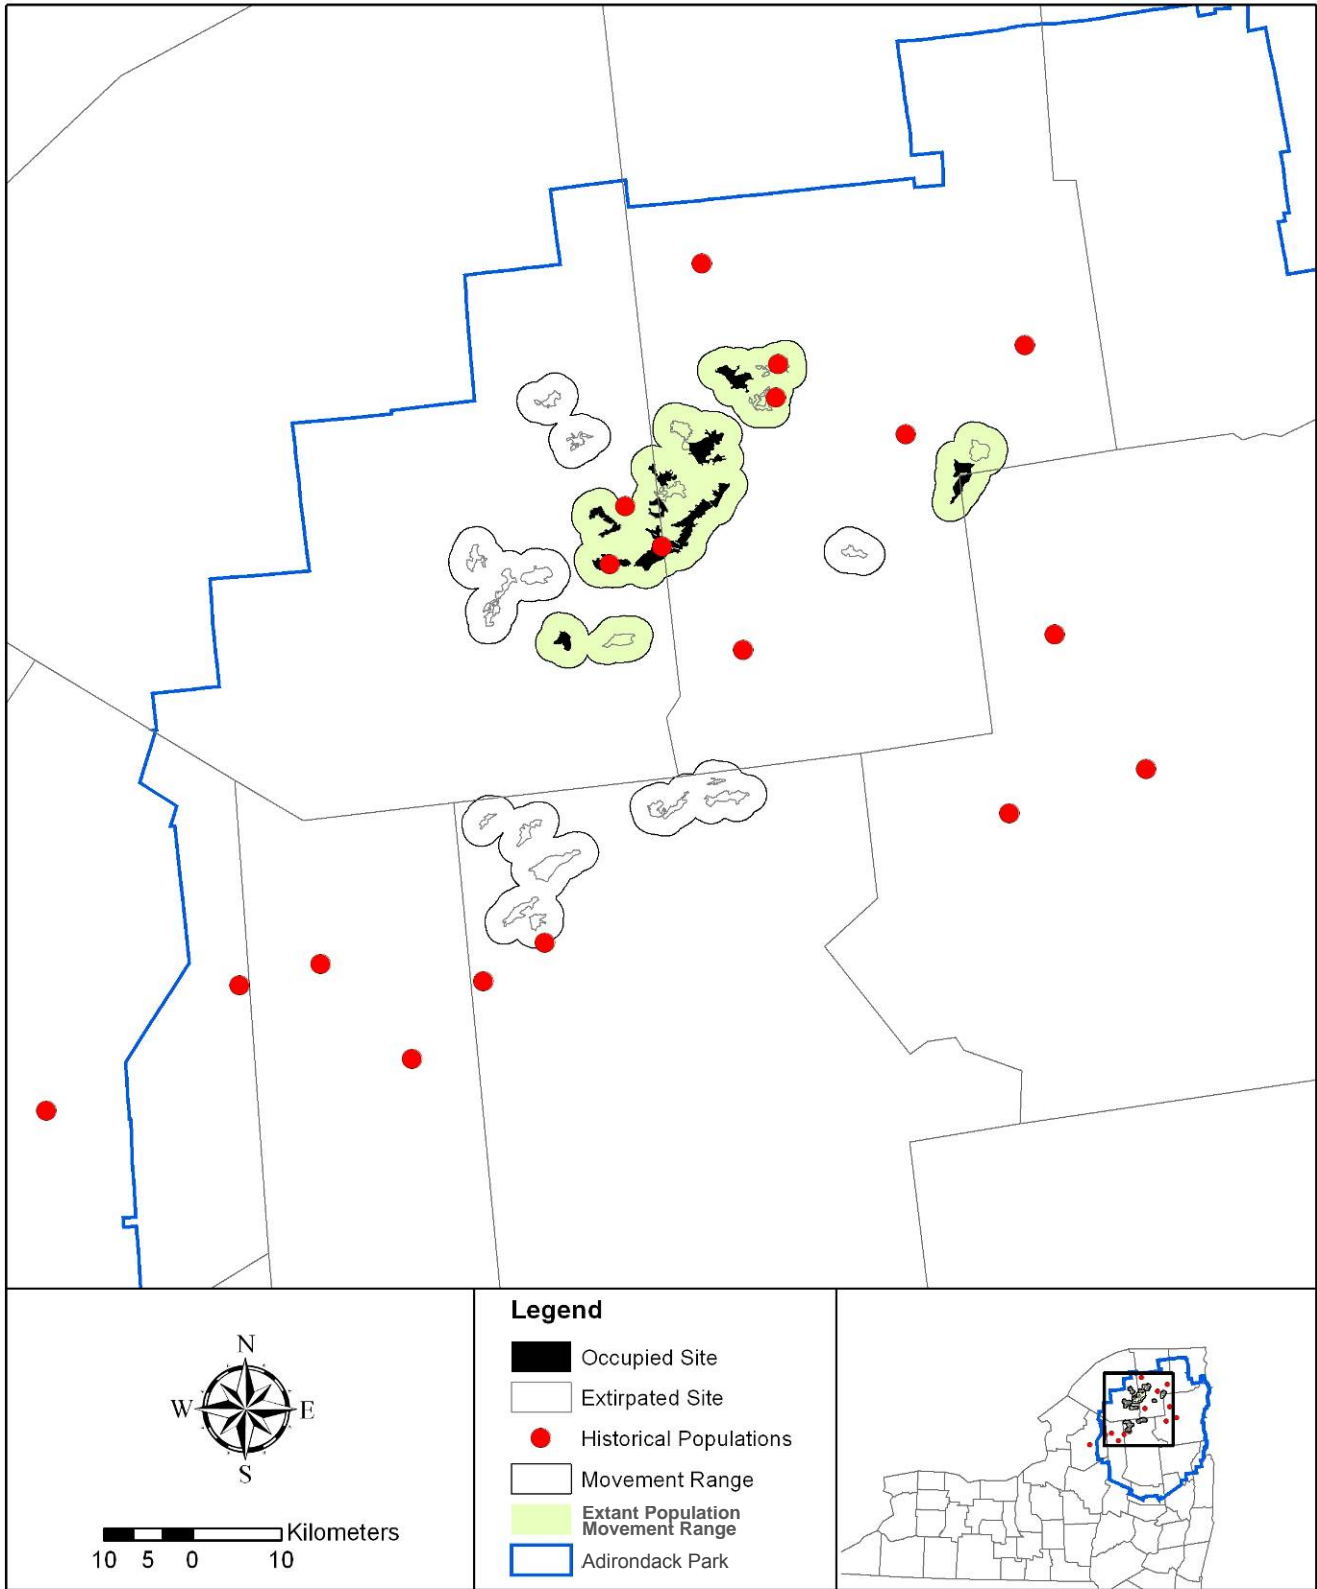 N
W E
S
Kilometers
10 5 0 10
Legend
Occupied Site
Extirpated Site
Historical Populations
Movement Range
Extant Population
Movement Range
Adirondack Park